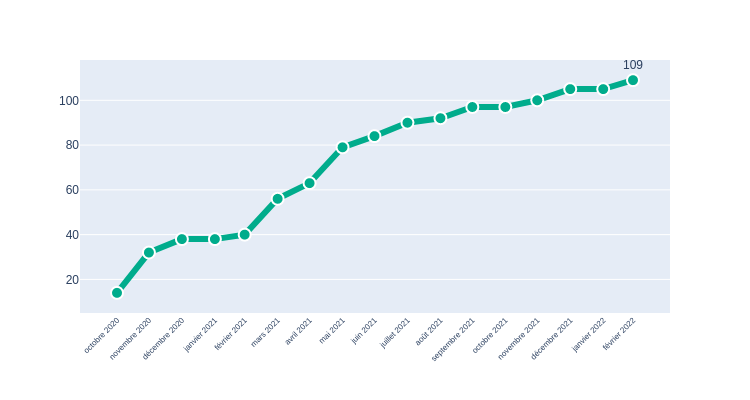 109
100
80
60
40
20
octobre 2020
novembre 2020
décembre 2020
janvier 2021
février 2021
mars 2021
avril 2021
mai 2021
juin 2021
juillet 2021
août 2021
septembre 2021
octobre 2021
novembre 2021
décembre 2021
janvier 2022
février 2022